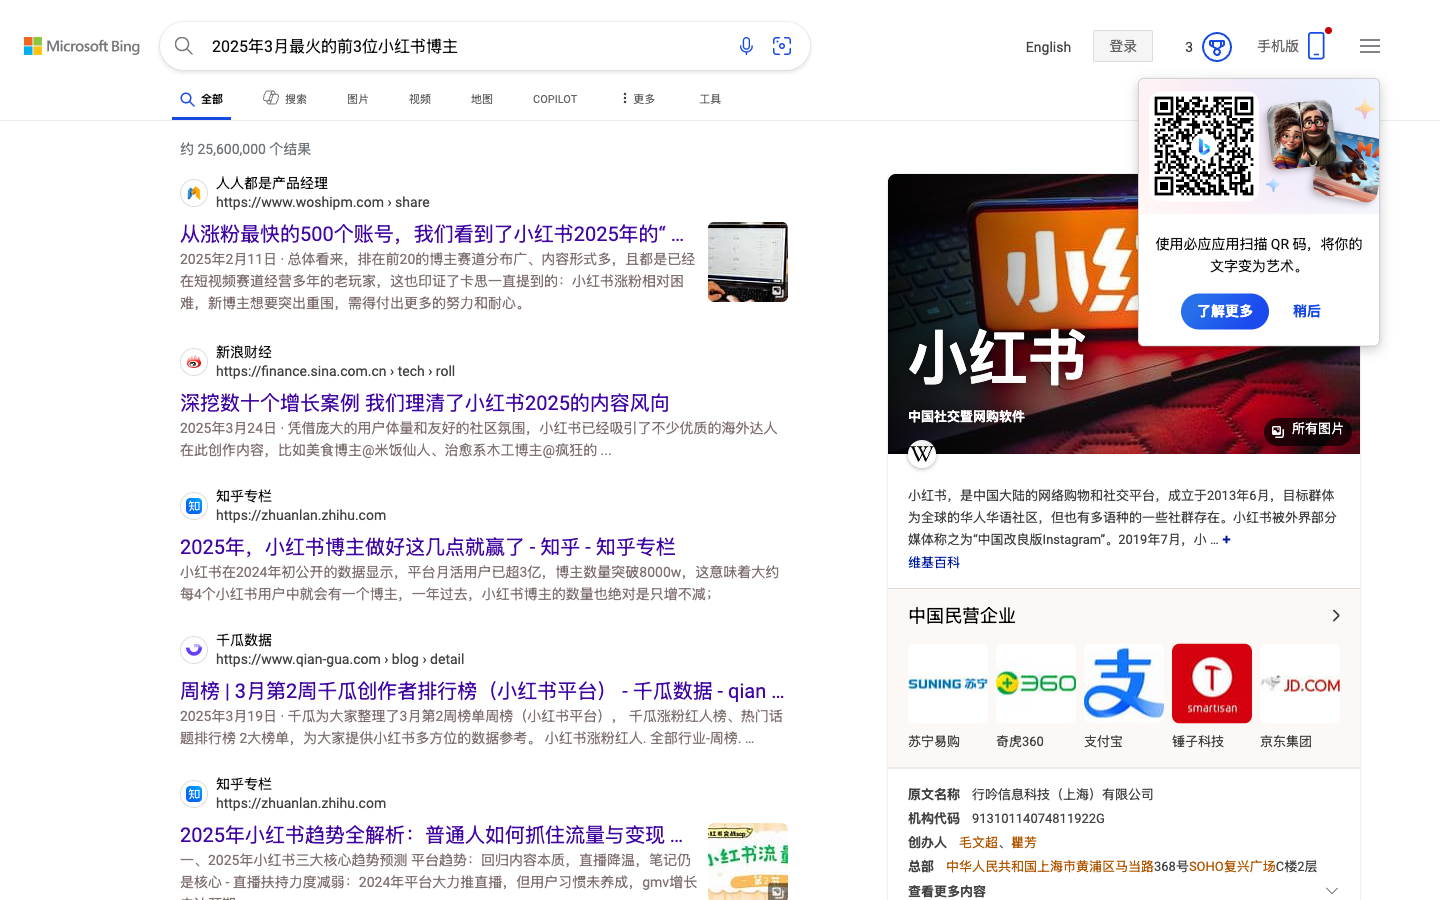 Microsoft Bing
2025年3月最火的前3位小红书博主
English
登录
3
手机版
全部
搜索
图片
视频
地图
COPILOT
更多
工具
约 25,600,000 个结果
人人都是产品经理
https://www.woshipm.com › share
从涨粉最快的500个账号，我们看到了小红书2025年的“ ...
2025年2月11日 · 总体看来，排在前20的博主赛道分布广、内容形式多，且都是已经
在短视频赛道经营多年的老玩家，这也印证了卡思一直提到的：小红书涨粉相对困
难，新博主想要突出重围，需得付出更多的努力和耐心。
新浪财经
https://finance.sina.com.cn › tech › roll
深挖数十个增长案例 我们理清了小红书2025的内容风向
2025年3月24日 · 凭借庞大的用户体量和友好的社区氛围，小红书已经吸引了不少优质的海外达人
在此创作内容，比如美食博主@米饭仙人、治愈系木工博主@疯狂的 ...
知乎专栏
https://zhuanlan.zhihu.com
2025年，小红书博主做好这几点就赢了 - 知乎 - 知乎专栏
小红书在2024年初公开的数据显示，平台月活用户已超3亿，博主数量突破8000w，这意味着大约
每4个小红书用户中就会有一个博主，一年过去，小红书博主的数量也绝对是只增不减；
千瓜数据
https://www.qian-gua.com › blog › detail
周榜 | 3月第2周千瓜创作者排行榜（小红书平台） - 千瓜数据 - qian ...
2025年3月19日 · 千瓜为大家整理了3月第2周榜单周榜（小红书平台）， 千瓜涨粉红人榜、热门话
题排行榜 2大榜单，为大家提供小红书多方位的数据参考。 小红书涨粉红人. 全部行业-周榜. ...
知乎专栏
https://zhuanlan.zhihu.com
2025年小红书趋势全解析：普通人如何抓住流量与变现 ...
一、2025年小红书三大核心趋势预测 平台趋势：回归内容本质，直播降温，笔记仍
是核心 - 直播扶持力度减弱：2024年平台大力推直播，但用户习惯未养成，gmv增长
小红书流量
使用必应应用扫描 QR 码，将你的
文字变为艺术。
了解更多
稍后
小红书
中国社交暨网购软件
所有图片
W
小红书，是中国大陆的网络购物和社交平台，成立于2013年6月，目标群体
为全球的华人华语社区，但也有多语种的一些社群存在。小红书被外界部分
媒体称之为“中国改良版Instagram”。2019年7月，小 ... +
维基百科
中国民营企业
SUNING 苏宁
360
支
smartisan
JD.COM
苏宁易购
奇虎360
支付宝
锤子科技
京东集团
原文名称 行吟信息科技（上海）有限公司
机构代码 91310114074811922G
创办人 毛文超、瞿芳
总部 中华人民共和国上海市黄浦区马当路368号SOHO复兴广场C楼2层
查看更多内容